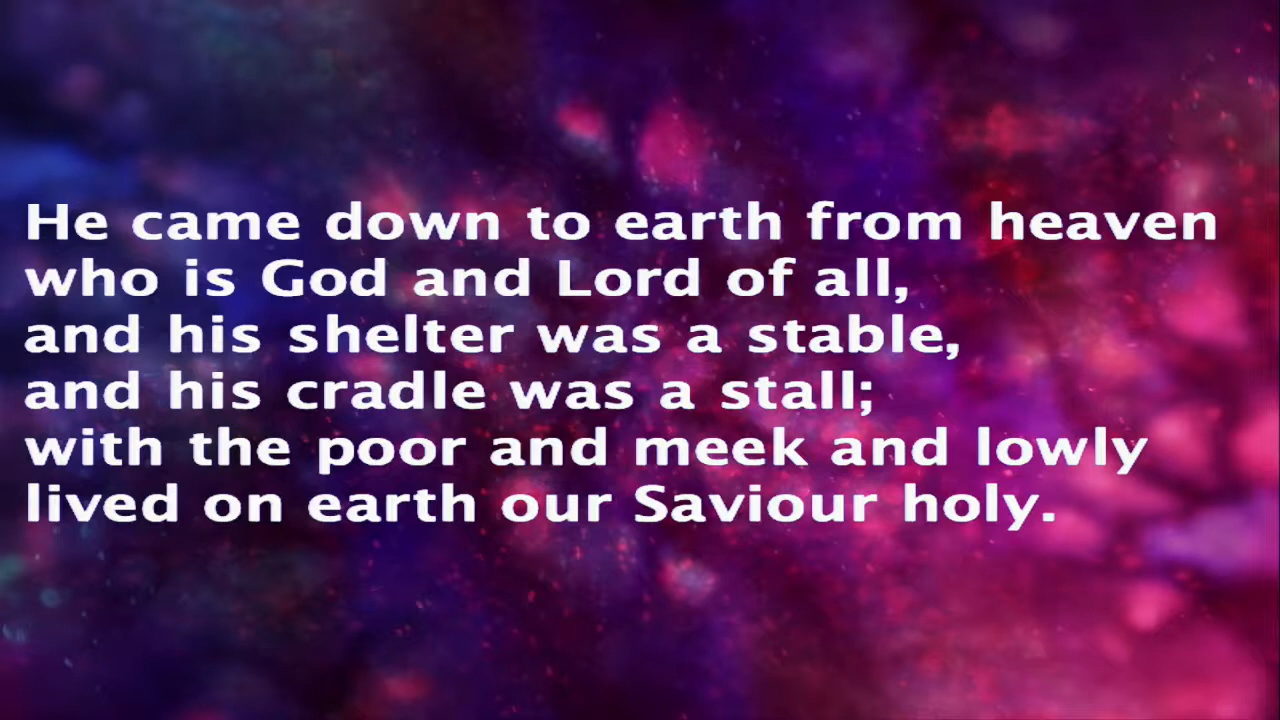 He came down to earth from heaven
who is God and Lord of all,
and his shelter was a stable,
and his cradle was a stall;
with the poor and meek and lowly
lived on earth our Saviour holy.